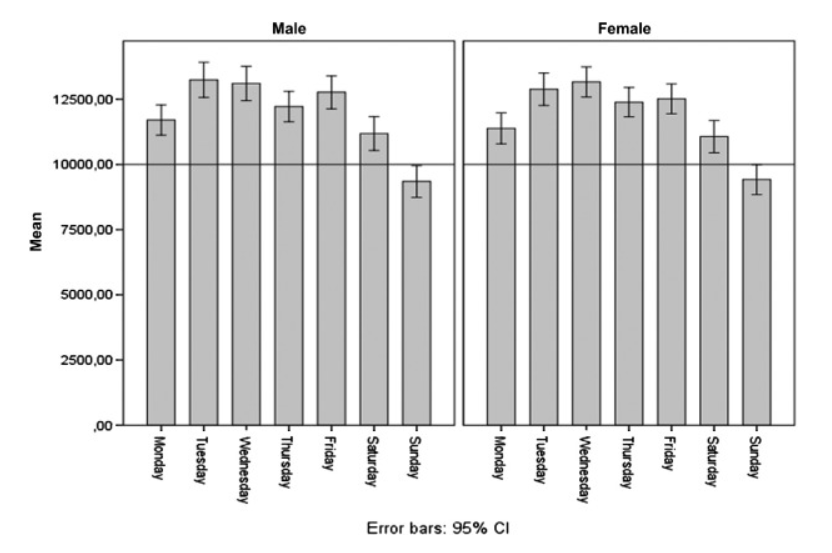 Male
Female
Mean
12500,00
10000,00
7500,00
5000,00
2500,00
,00
Monday
Tuesday
Wednesday
Thursday
Friday
Saturday
Sunday
Monday
Tuesday
Wednesday
Thursday
Friday
Saturday
Sunday
Error bars: 95% CI